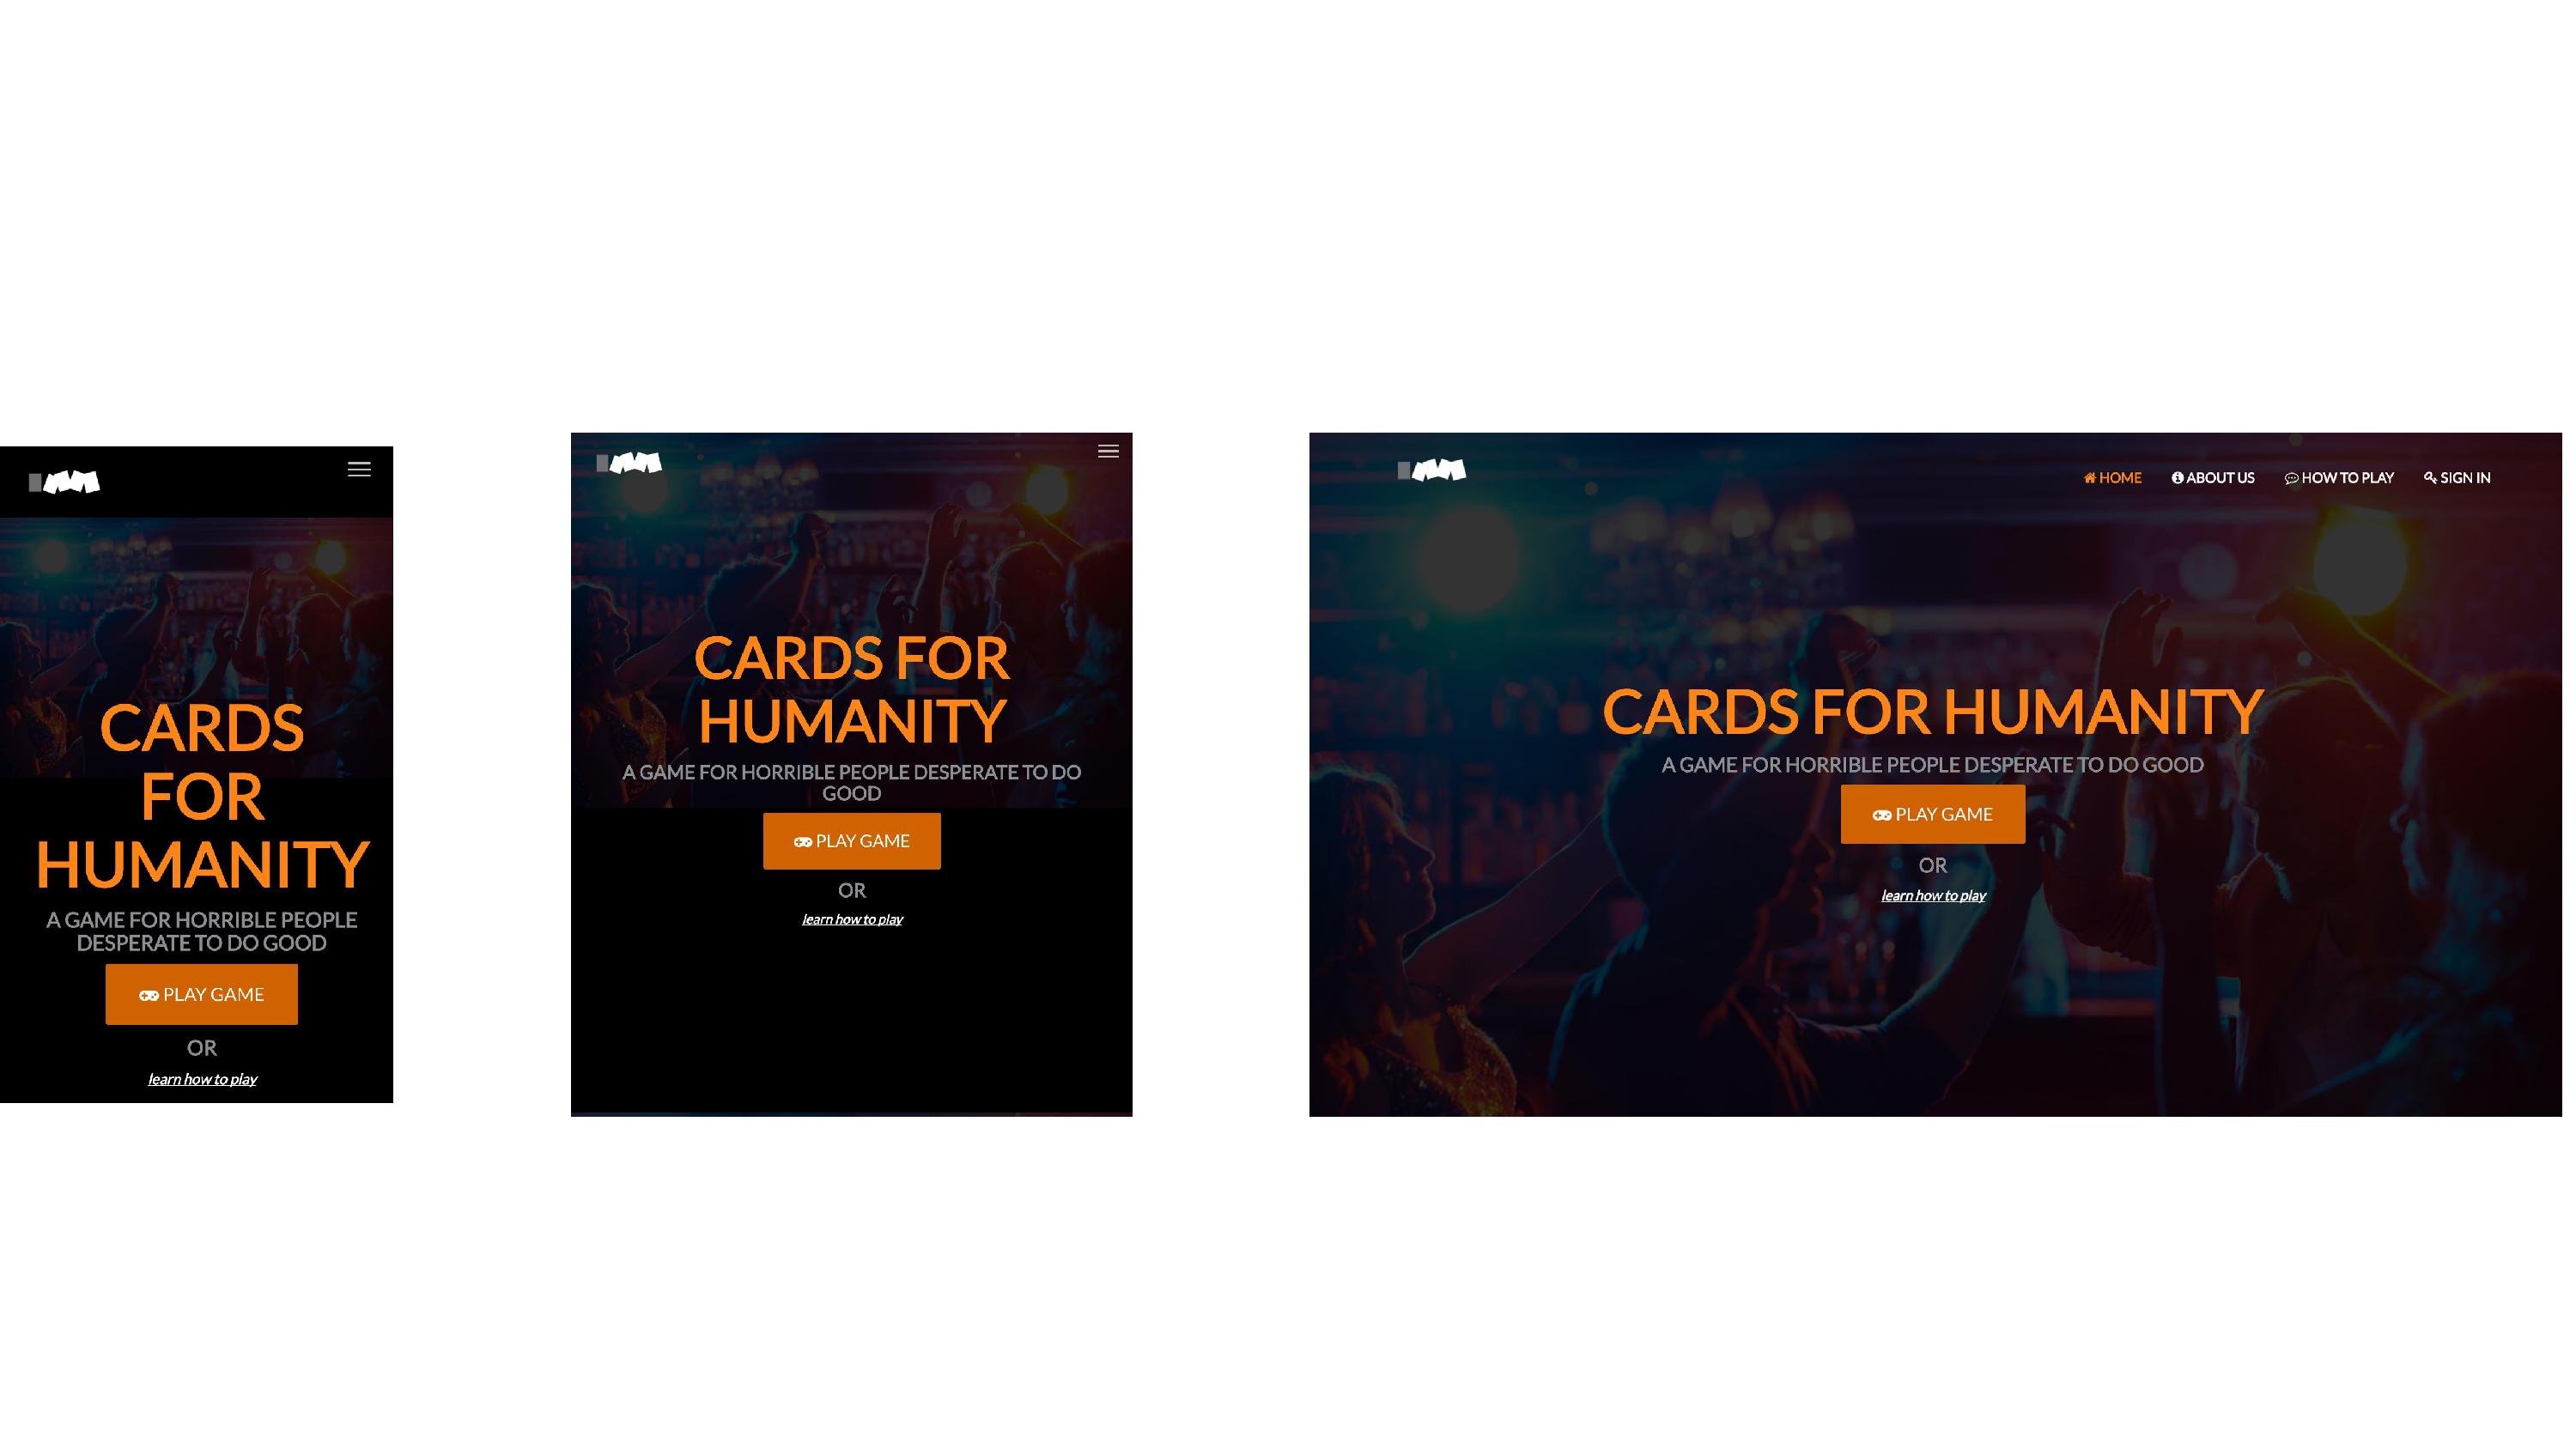 CARDS
FOR
HUMANITY
A GAME FOR HORRIBLE PEOPLE
DESPERATE TO DO GOOD
PLAY GAME
OR
learn how to play
CARDS FOR
HUMANITY
A GAME FOR HORRIBLE PEOPLE DESPERATE TO DO
GOOD
PLAY GAME
OR
learn how to play
HOME ABOUT US HOW TO PLAY SIGN IN
CARDS FOR HUMANITY
A GAME FOR HORRIBLE PEOPLE DESPERATE TO DO GOOD
PLAY GAME
OR
learn how to play